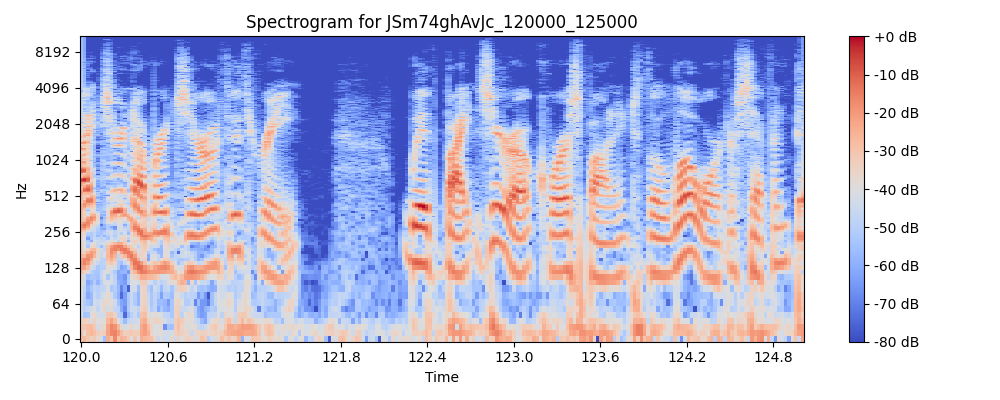 Spectrogram for JSm74ghAvJc_120000_125000
8192
4096
2048
1024
512
256
128
64
0
Hz
120.0 120.6 121.2 121.8 122.4 123.0 123.6 124.2 124.8
Time
+0 dB
-10 dB
-20 dB
-30 dB
-40 dB
-50 dB
-60 dB
-70 dB
-80 dB